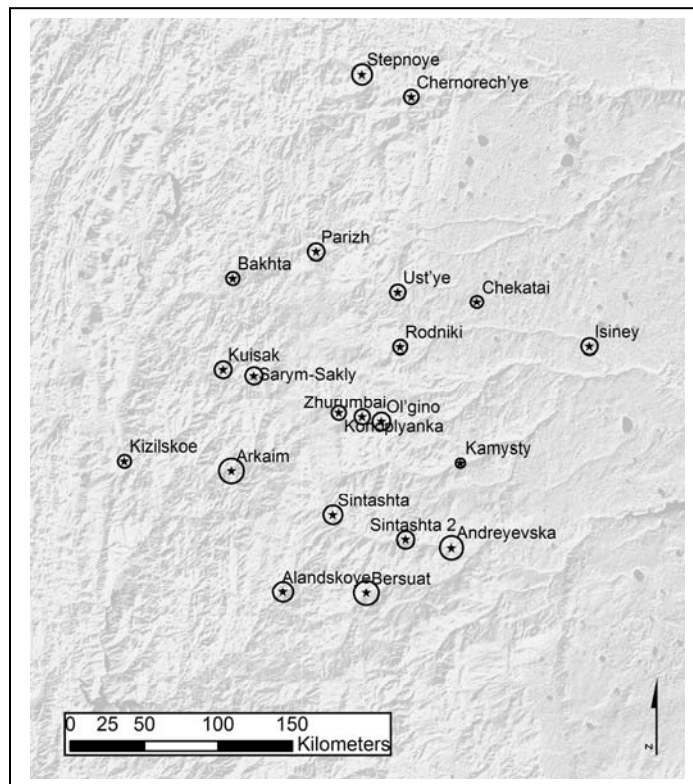 Stepnoye
Chernorech'ye
Parizh
Bakhta
Ust'ye
Chekatai
Rodniki
Isiney
Kuisak
Sarym-Sakly
Zhurumbai
Ol'gino
Konoplyanka
Kizilskoe
Arkaim
Kamysty
Sintashta
Sintashta 2
Andreyevska
Alandskoye
Bersuat
0 25 50 100 150
Kilometers
N